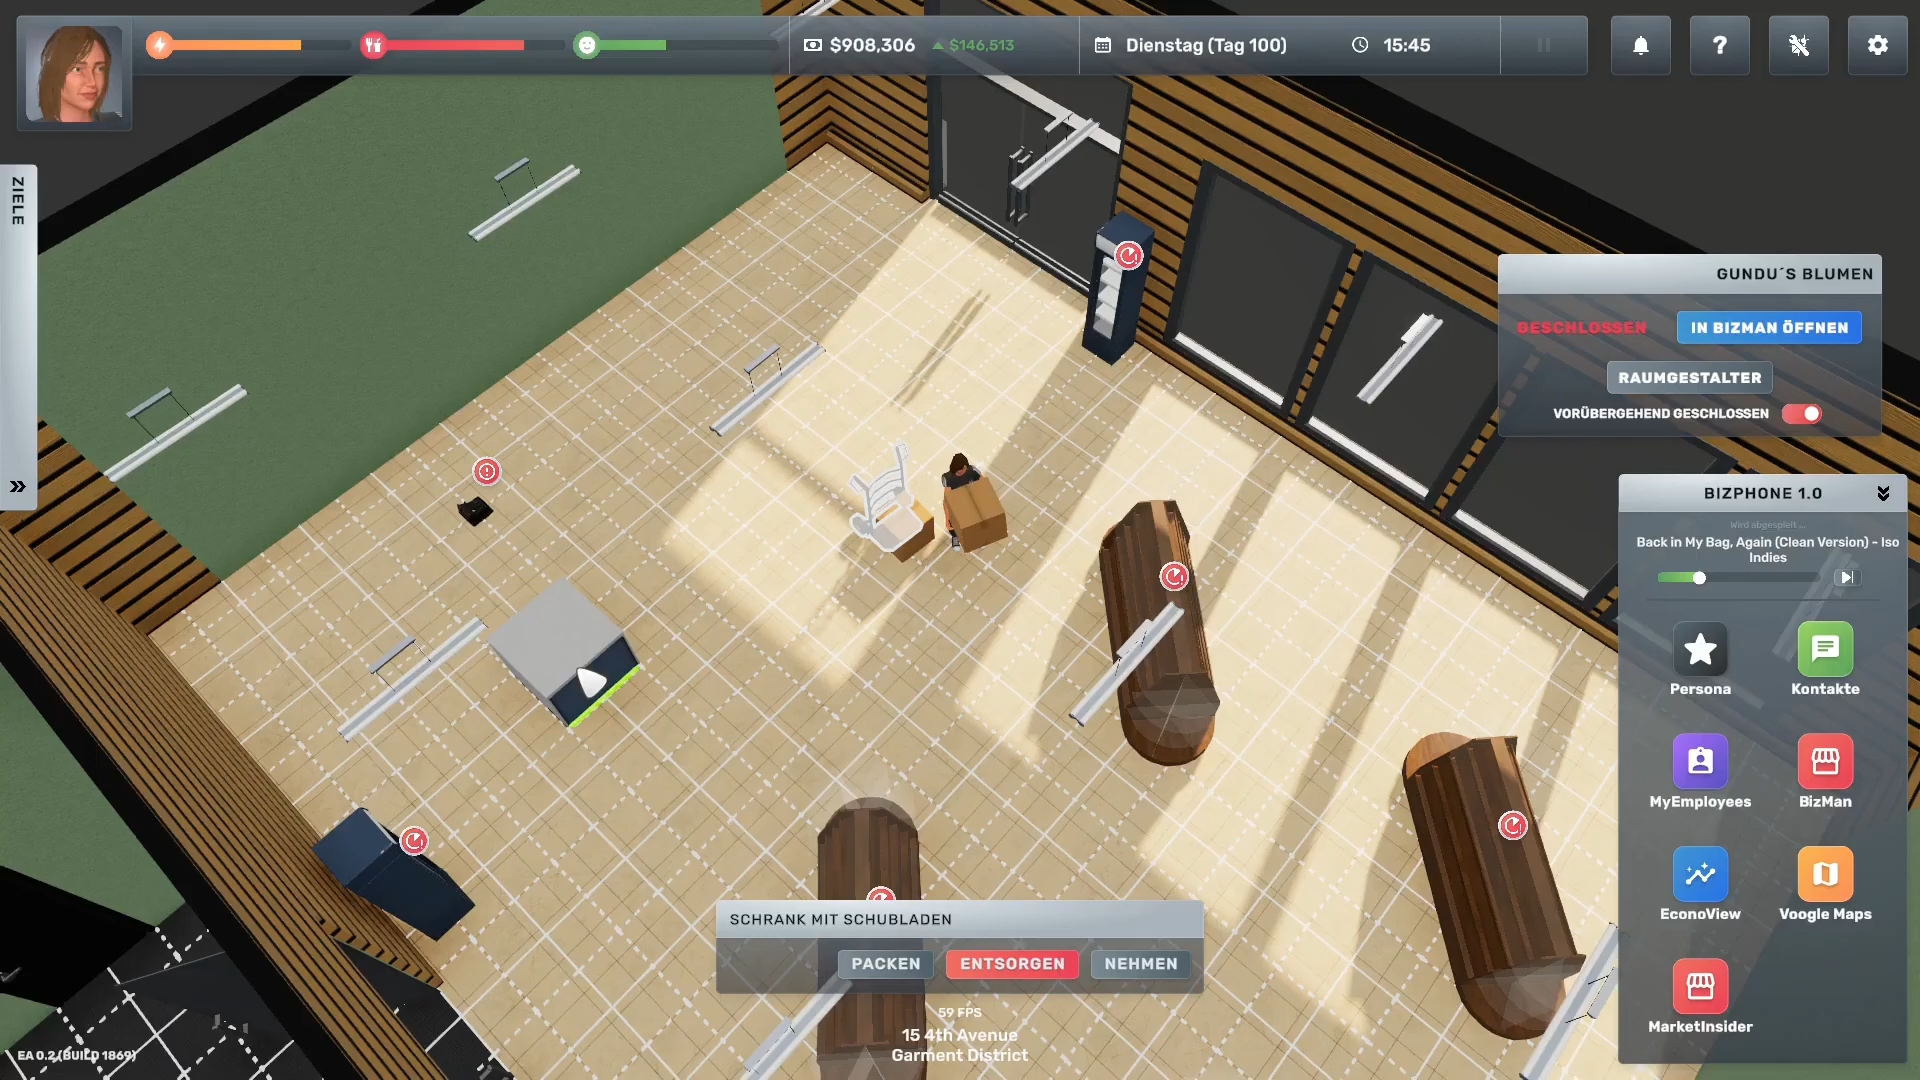 $908,306
$146,513
Dienstag (Tag 100)
15:45
?
ZIELE
GUNDU´S BLUMEN
GESCHLOSSEN
IN BIZMAN ÖFFNEN
RAUMGESTALTER
VORÜBERGEHEND GESCHLOSSEN
BIZPHONE 1.0
Wird abgespielt ...
Back in My Bag, Again (Clean Version) - Iso
Indies
Persona
Kontakte
MyEmployees
BizMan
EconoView
Voogle Maps
MarketInsider
SCHRANK MIT SCHUBLADEN
PACKEN
ENTSORGEN
NEHMEN
59 FPS
15 4th Avenue
Garment District
EA 0.2 (BUILD 1869)